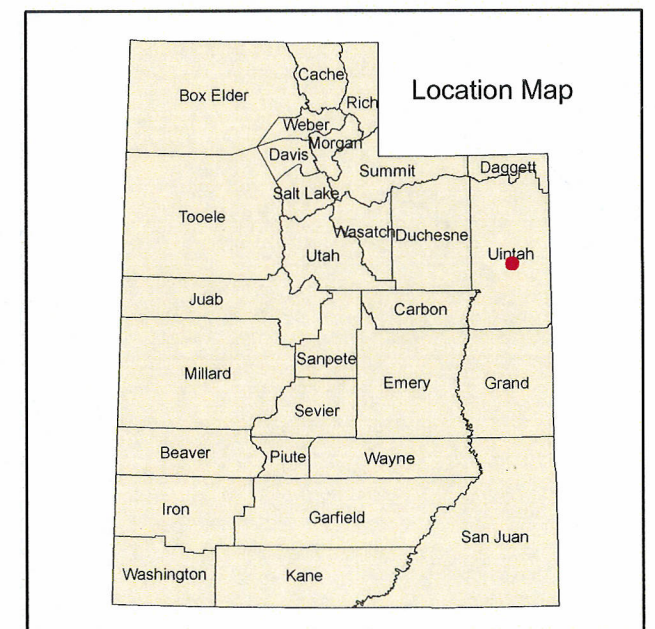 Location Map
Cache
Box Elder
Rich
Weber
Morgan
Davis
Summit
Daggett
Salt Lake
Tooele
Wasatch
Duchesne
Uintah
Utah
Juab
Carbon
Sanpete
Millard
Emery
Grand
Sevier
Beaver
Piute
Wayne
Iron
Garfield
San Juan
Washington
Kane